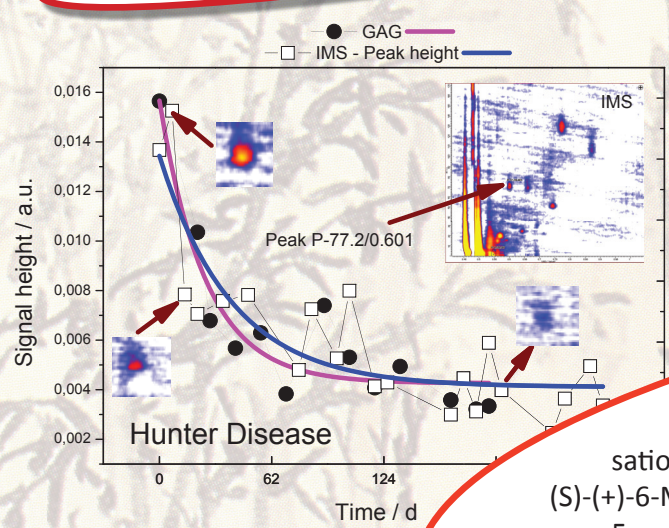 GAG
IMS - Peak height
0,016
0,014
0,012
0,010
0,008
0,006
0,004
0,002
Signal height / a.u.
IMS
Peak P-77.2/0.601
Hunter Disease
0
62
124
Time / d
satio
(S)-(+)-6-M